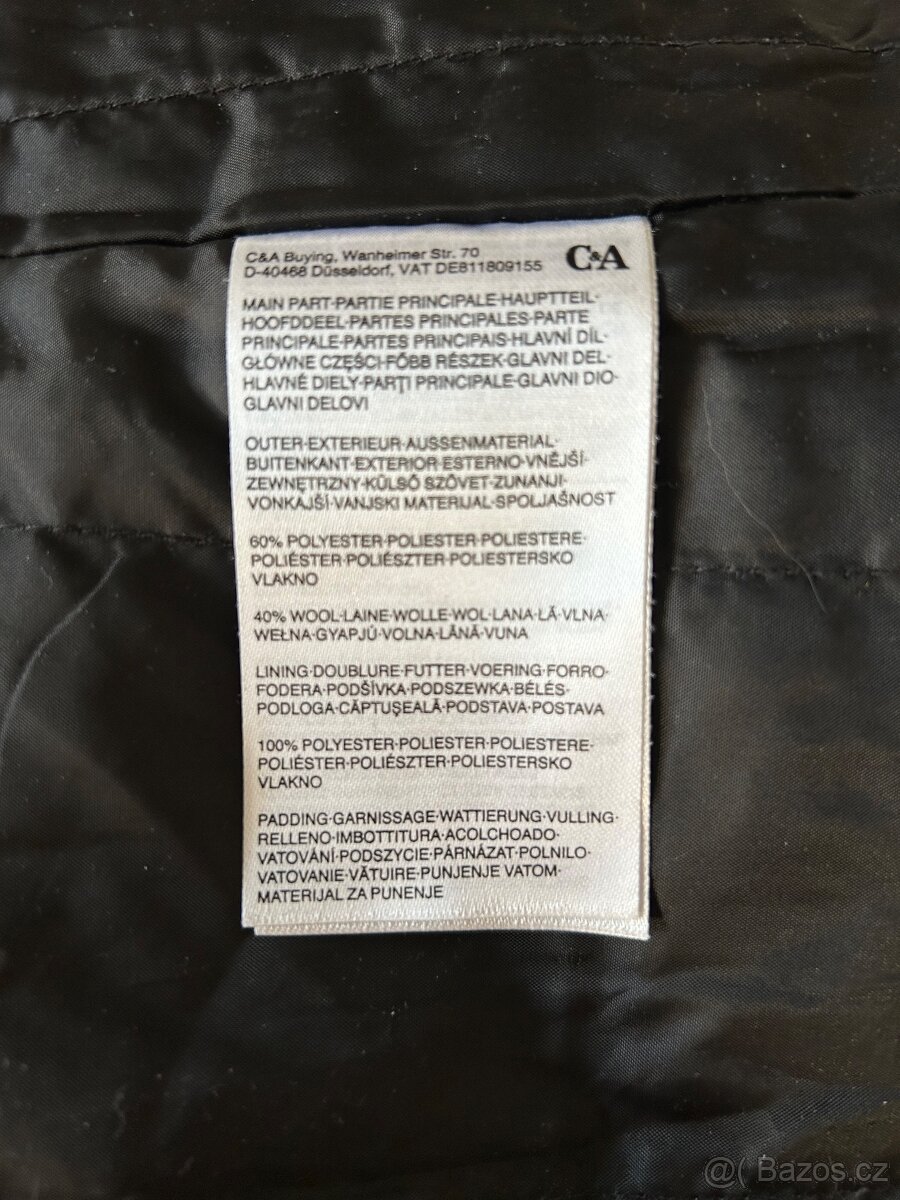 C&A Buying, Wanheimer Str. 70
D-40468 Düsseldorf, VAT DE811809155
C&A
MAIN PART·PARTIE PRINCIPALE·HAUPTTEIL·
HOOFDDEEL·PARTES PRINCIPALES·PARTE
PRINCIPALE·PARTES PRINCIPAIS·HLAVNÍ DÍL·
GŁÓWNE CZĘŚCI·FŐBB RÉSZEK·GLAVNI DEL·
HLAVNÉ DIELY·PARŢI PRINCIPALE·GLAVNI DIO·
GLAVNI DELOVI
OUTER·EXTERIEUR·AUSSENMATERIAL·
BUITENKANT·EXTERIOR·ESTERNO·VNĚJŠÍ·
ZEWNĘTRZNY·KÜLSŐ SZÖVET·ZUNANJI·
VONKAJŠÍ·VANJSKI MATERIJAL·SPOLJAŠNOST
60% POLYESTER·POLIESTER·POLIESTERE·
POLIÉSTER·POLIÉSZTER·POLIESTERSKO
VLAKNO
40% WOOL·LAINE·WOLLE·WOL·LANA·LÃ·VLNA·
WEŁNA·GYAPJÚ·VOLNA·LÂNĂ·VUNA
LINING·DOUBLURE·FUTTER·VOERING·FORRO·
FODERA·PODŠÍVKA·PODSZEWKA·BÉLÉS·
PODLOGA·CĂPTUŞEALĂ·PODSTAVA·POSTAVA
100% POLYESTER·POLIESTER·POLIESTERE·
POLIÉSTER·POLIÉSZTER·POLIESTERSKO
VLAKNO
PADDING·GARNISSAGE·WATTIERUNG·VULLING·
RELLENO·IMBOTTITURA·ACOLCHOADO·
VATOVÁNÍ·PODSZYCIE·PÁRNÁZAT·POLNILO·
VATOVANIE·VĂTUIRE·PUNJENJE VATOM·
MATERIJAL ZA PUNENJE
@( Bazos.cz